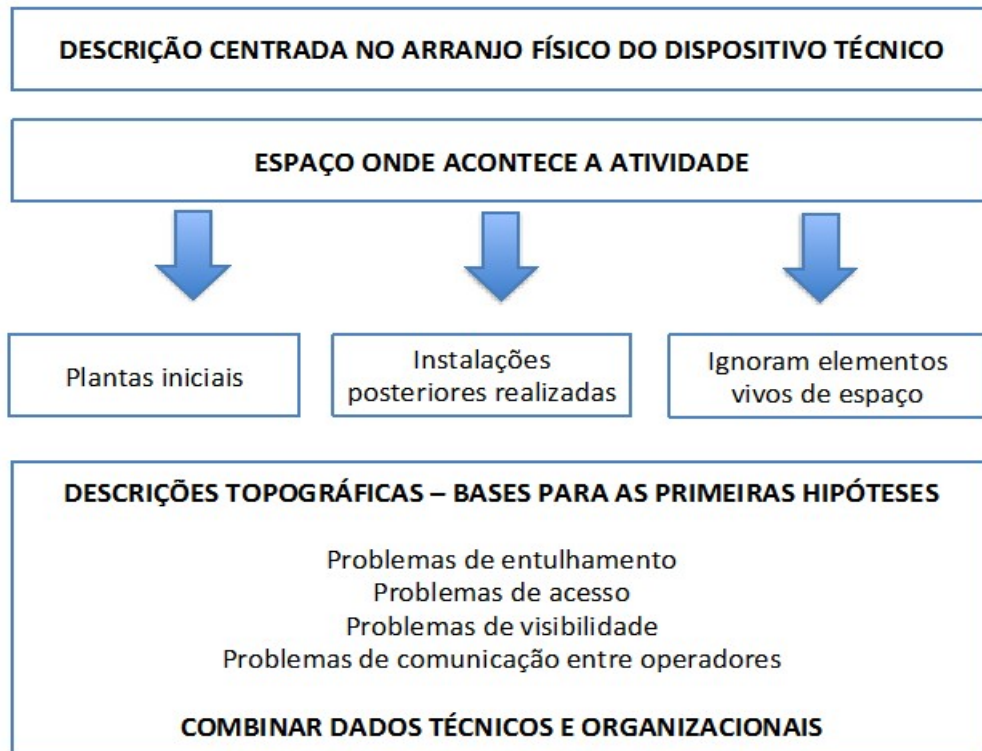 DESCRIÇÃO CENTRADA NO ARRANJO FÍSICO DO DISPOSITIVO TÉCNICO
ESPAÇO ONDE ACONTECE A ATIVIDADE
Plantas iniciais
Instalações
posteriores realizadas
Ignoram elementos
vivos de espaço
DESCRIÇÕES TOPOGRÁFICAS – BASES PARA AS PRIMEIRAS HIPÓTESES
Problemas de entulhamento
Problemas de acesso
Problemas de visibilidade
Problemas de comunicação entre operadores
COMBINAR DADOS TÉCNICOS E ORGANIZACIONAIS